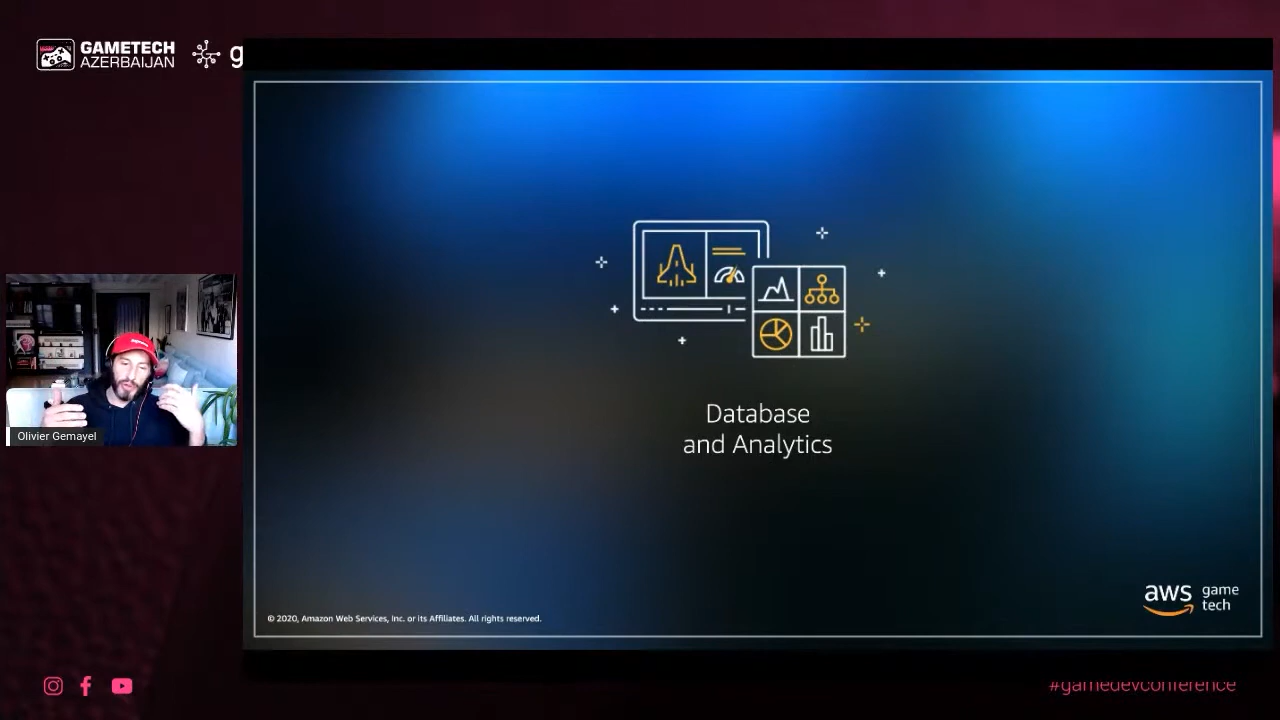 GAMETECH
AZERBAIJAN
g
Database
and Analytics
Olivier Gemayel
aws game
tech
© 2020, Amazon Web Services, Inc. or its Affiliates. All rights reserved.
#gamedevconference